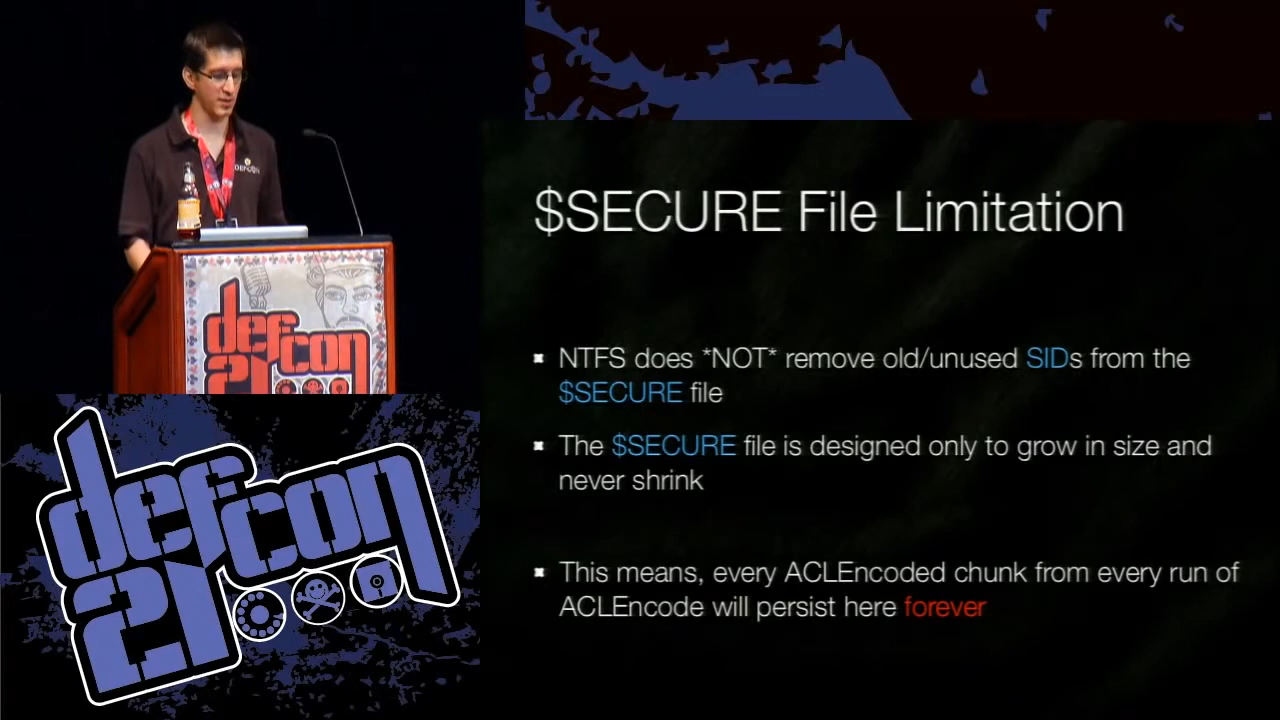 $SECURE File Limitation
NTFS does *NOT* remove old/unused SIDs from the
$SECURE file
The $SECURE file is designed only to grow in size and
never shrink
This means, every ACLEncoded chunk from every run of
ACLEncode will persist here forever
DEFCON
defcon
21
defcon
21